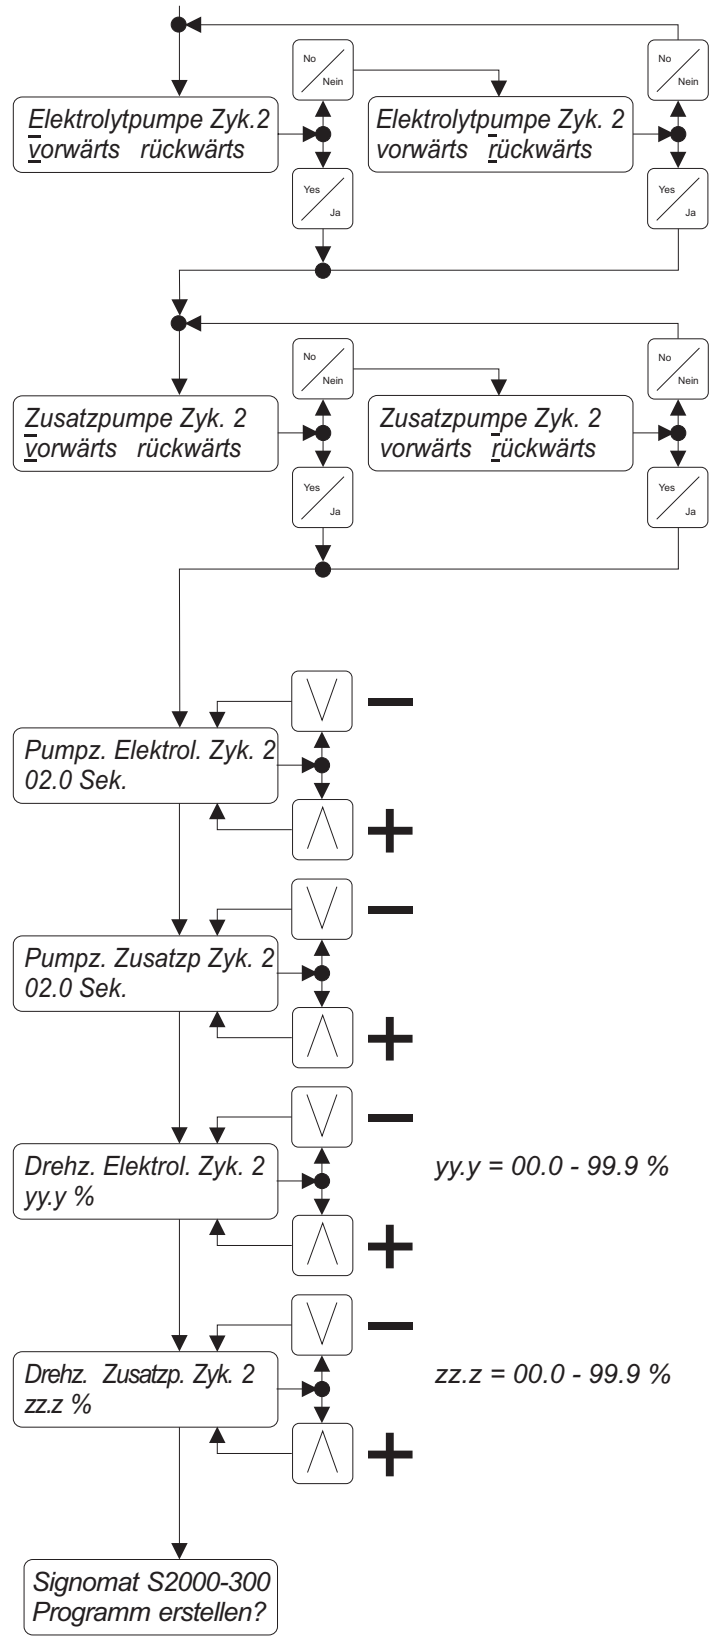 No
Nein
No
Nein
Elektrolytpumpe Zyk.2
vorwärts rückwärts
Elektrolytpumpe Zyk. 2
vorwärts rückwärts
Yes
Ja
Yes
Ja
No
Nein
No
Nein
Zusatzpumpe Zyk. 2
vorwärts rückwärts
Zusatzpumpe Zyk. 2
vorwärts rückwärts
Yes
Ja
Yes
Ja
Pumpz. Elektrol. Zyk. 2
02.0 Sek.
Pumpz. Zusatzp Zyk. 2
02.0 Sek.
Drehz. Elektrol. Zyk. 2
yy.y %
yy.y = 00.0 - 99.9 %
Drehz. Zusatzp. Zyk. 2
zz.z %
zz.z = 00.0 - 99.9 %
Signomat S2000-300
Programm erstellen?